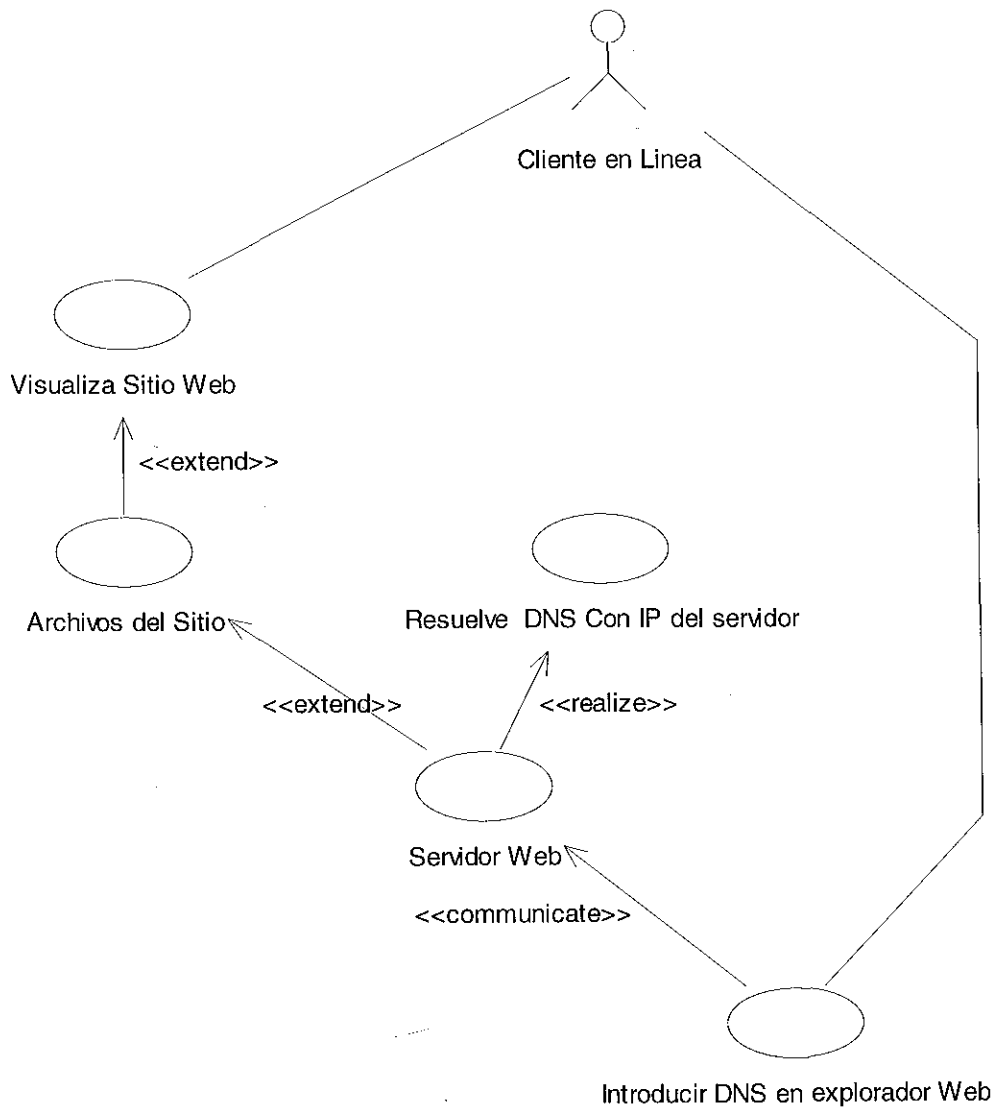 Cliente en Linea
Visualiza Sitio Web
<<extend>>
Archivos del Sitio
Resuelve DNS Con IP del servidor
<<extend>>
<<realize>>
Servidor Web
<<communicate>>
Introducir DNS en explorador Web